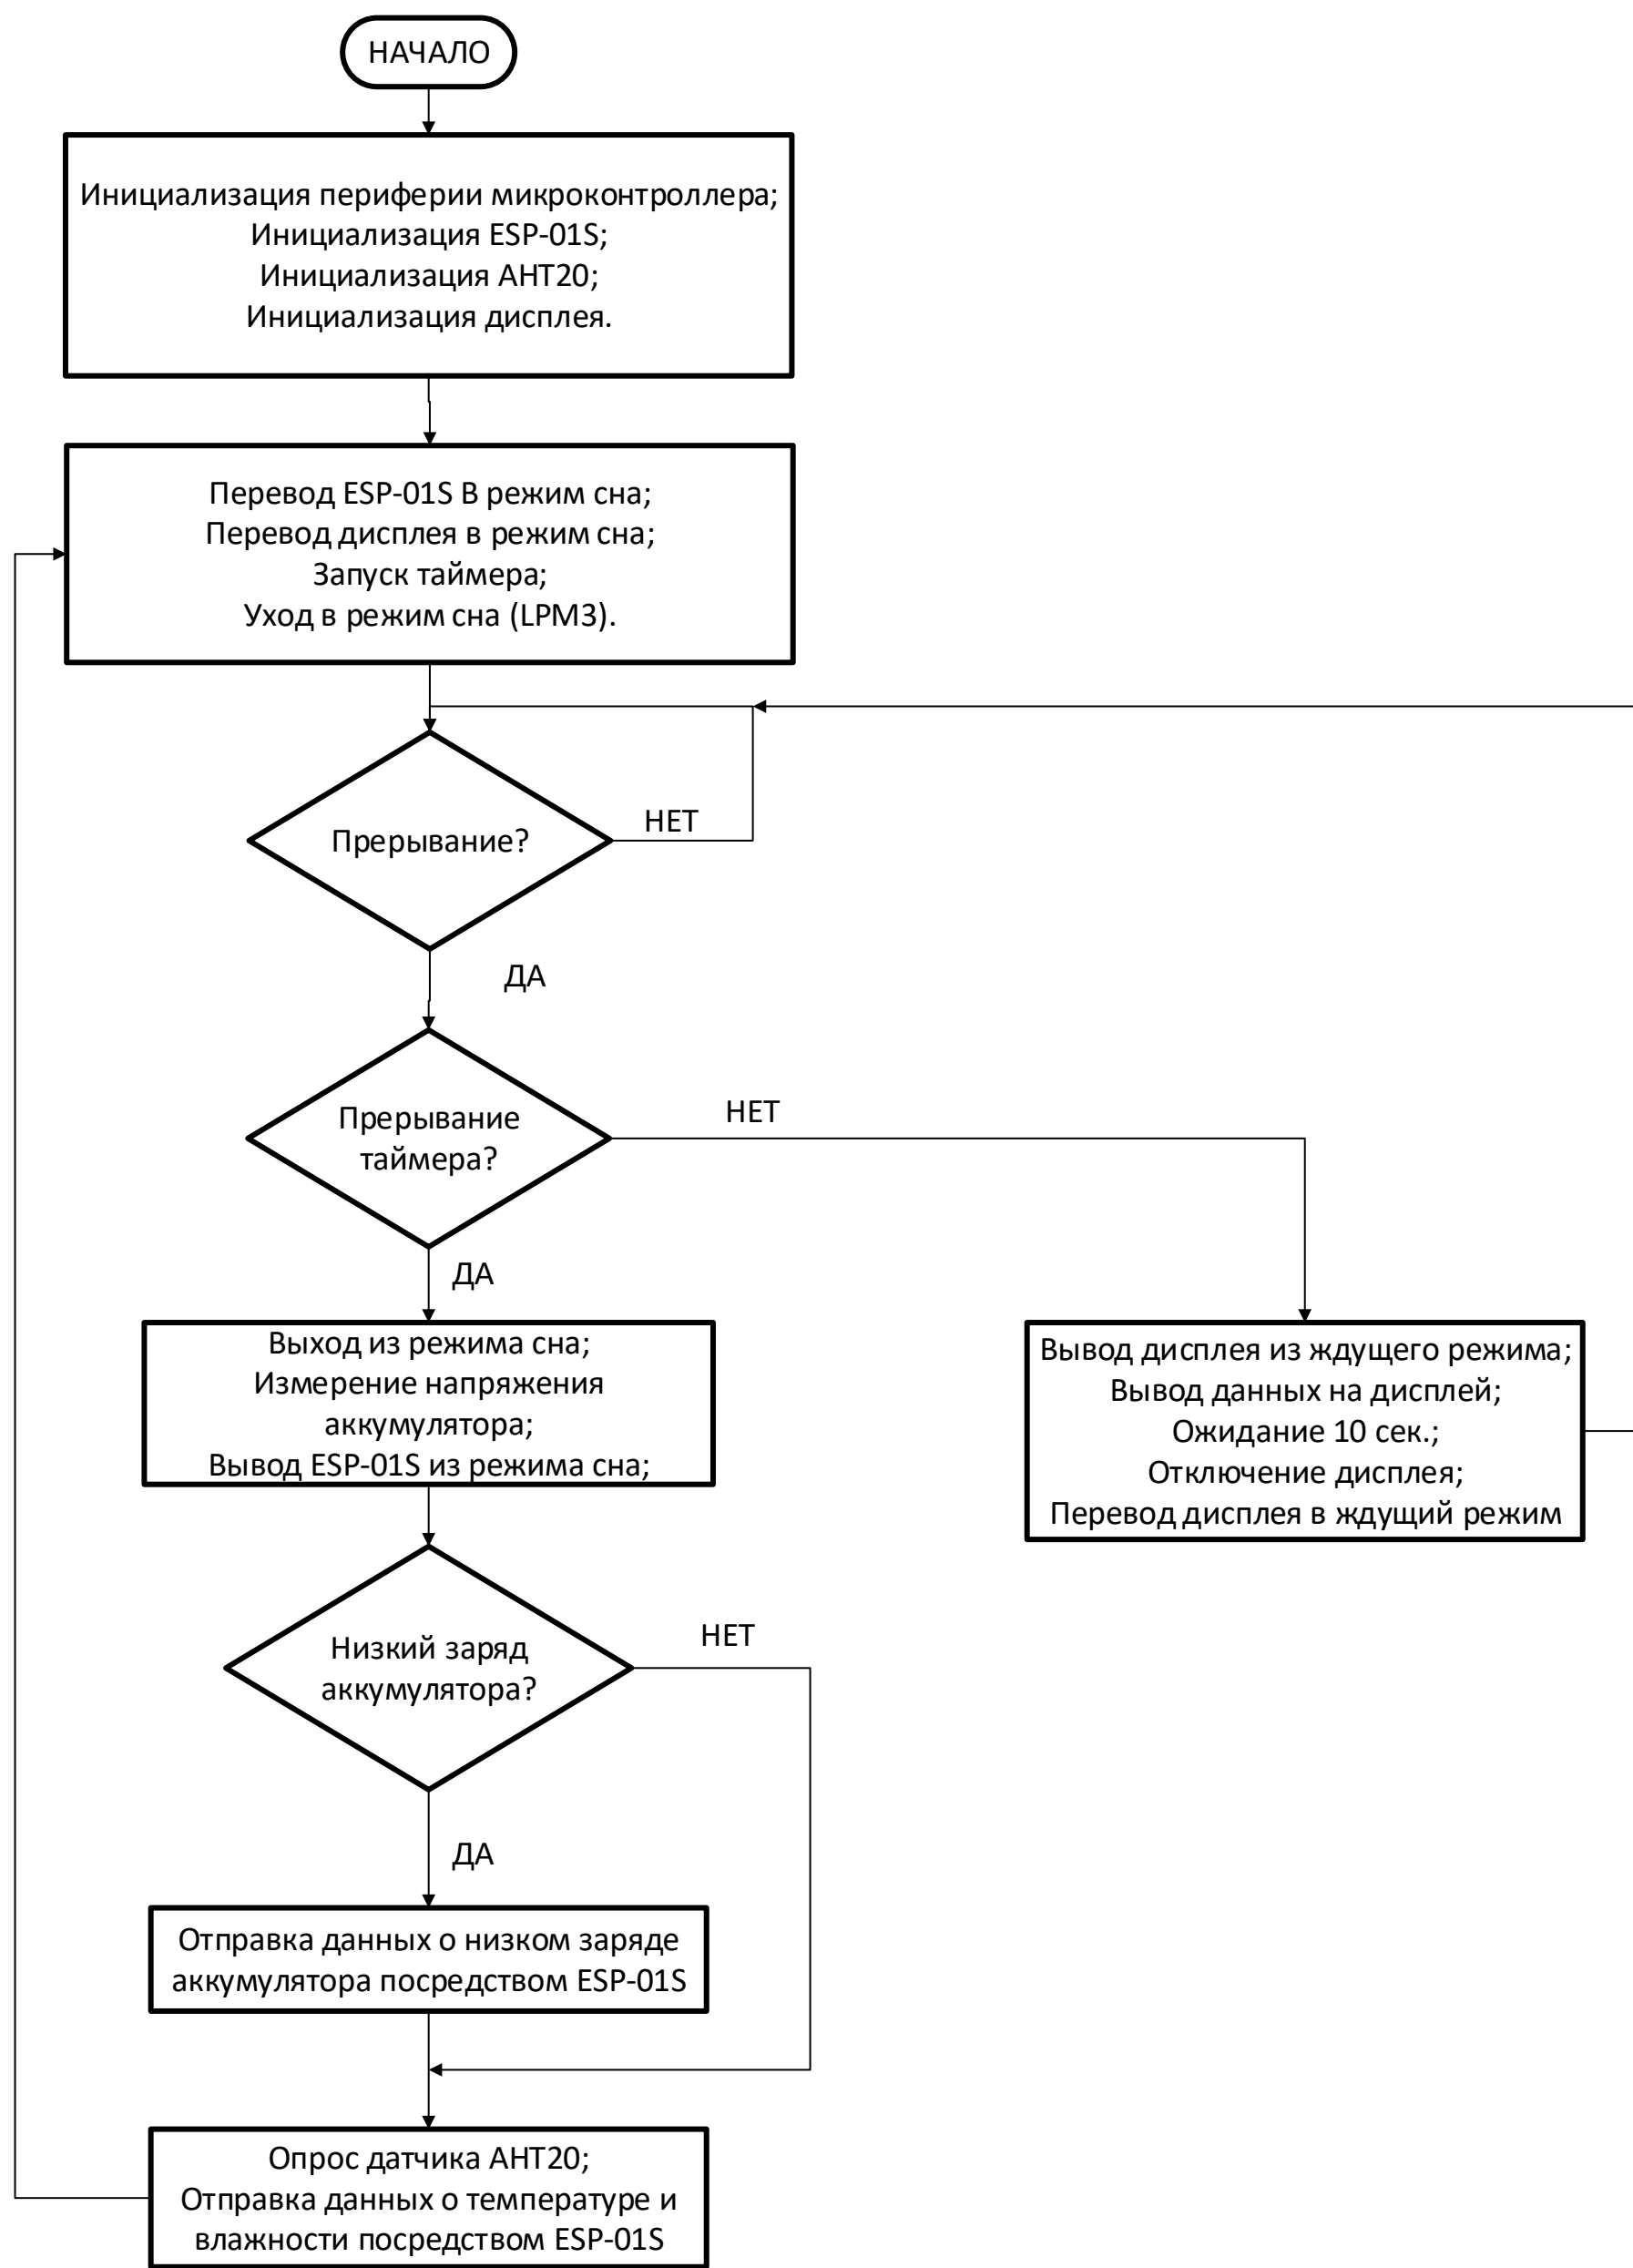 НАЧАЛО
Инициализация периферии микроконтроллера;
Инициализация ESP-01S;
Инициализация AHT20;
Инициализация дисплея.
Перевод ESP-01S В режим сна;
Перевод дисплея в режим сна;
Запуск таймера;
Уход в режим сна (LPM3).
Прерывание?
НЕТ
ДА
Прерывание
таймера?
НЕТ
ДА
Выход из режима сна;
Измерение напряжения
аккумулятора;
Вывод ESP-01S из режима сна;
Вывод дисплея из ждущего режима;
Вывод данных на дисплей;
Ожидание 10 сек.;
Отключение дисплея;
Перевод дисплея в ждущий режим
Низкий заряд
аккумулятора?
НЕТ
ДА
Отправка данных о низком заряде
аккумулятора посредством ESP-01S
Опрос датчика AHT20;
Отправка данных о температуре и
влажности посредством ESP-01S